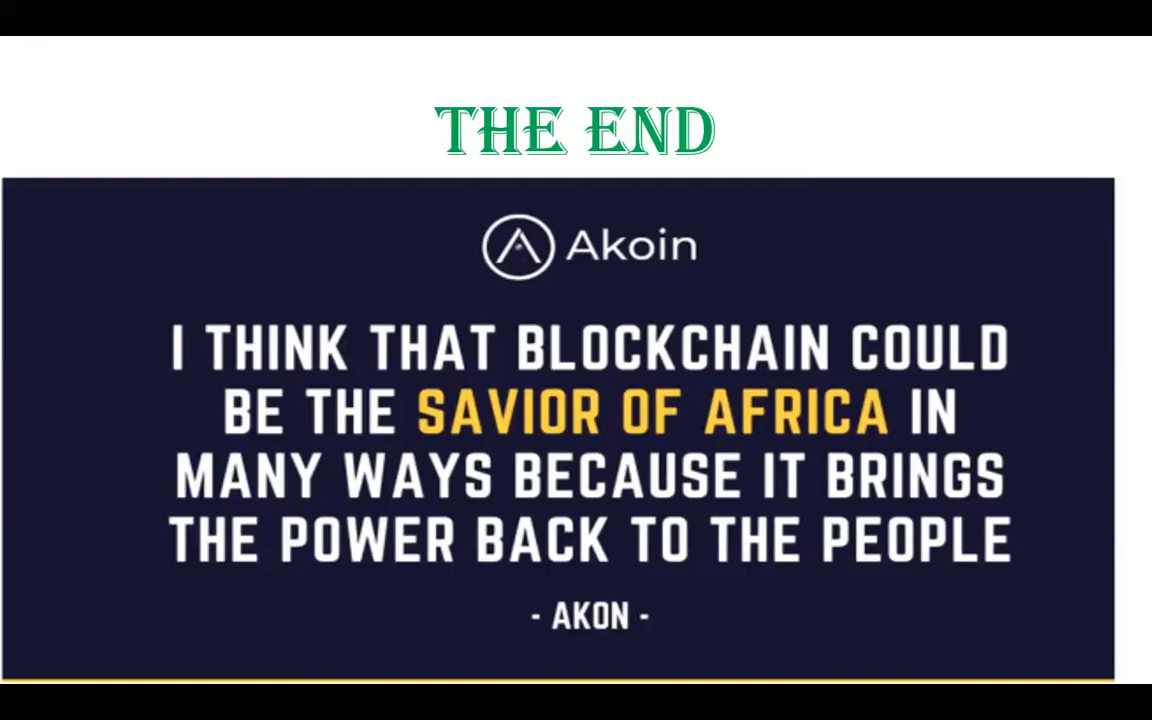 THE END
Akoin
I THINK THAT BLOCKCHAIN COULD
BE THE SAVIOR OF AFRICA IN
MANY WAYS BECAUSE IT BRINGS
THE POWER BACK TO THE PEOPLE
- AKON -